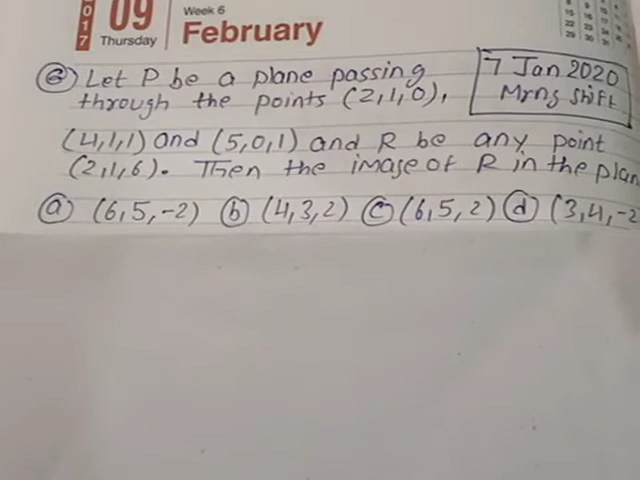 2017
09
Thursday
Week 6
February
6) Let P be a plane passing
through the points (2,1,0),
7 Jan 2020
Mrng shift
(4,1,1) and (5,0,1) and R be any point
(2,1,6). Then the image of R in the plan
a (6,5,-2) b (4,3,2) c (6,5,2) d (3,4,-2